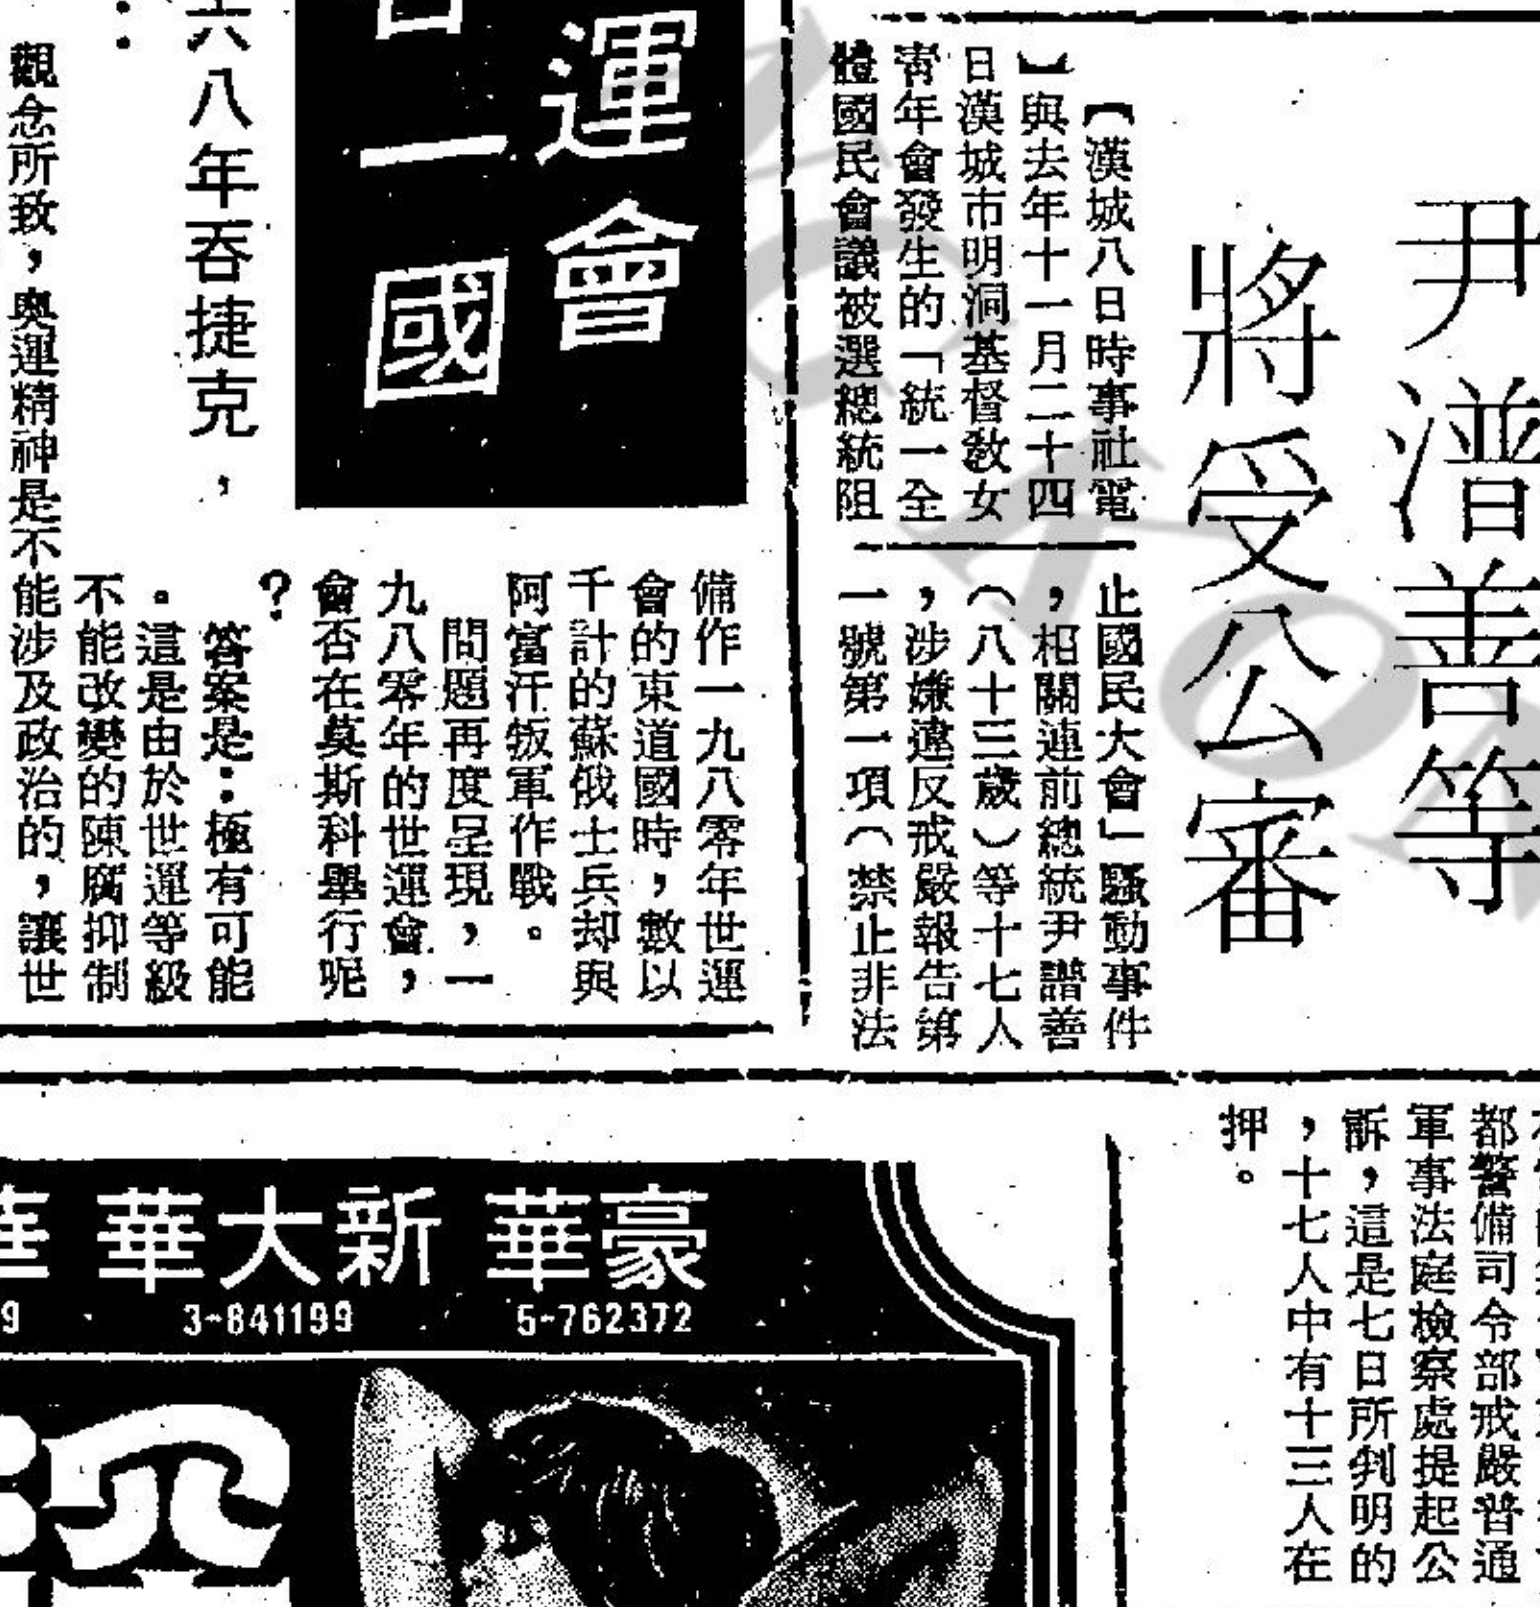 尹潽善等
將受公審
【漢城八日時事社電
】與去年十一月二十四
日漢城市明洞基督教女
青年會發生的「統一全
體國民會議被選總統阻
止國民大會」騷動事件
，相關連前總統尹譜善
（八十三歲）等十七人
，涉嫌違反戒嚴報告第
一號第一項（禁止非法
都警備司令部戒嚴普通
軍事法庭檢察處提起公
訴，這是七日所判明的
，十七人中有十三人在
押。
運會
一國
六八年吞捷克，
備作一九八零年世運
會的東道國時，數以
千計的蘇俄士兵却與
阿富汗叛軍作戰。
問題再度呈現，一
九八零年的世運會，
會否在莫斯科舉行呢
？
答案是：極有可能
。這是由於世運等級
不能改變的陳腐抑制
觀念所致，奧運精神是不能涉及政治的，讓世
豪華 新大華 華
5-762372 3-841199 9